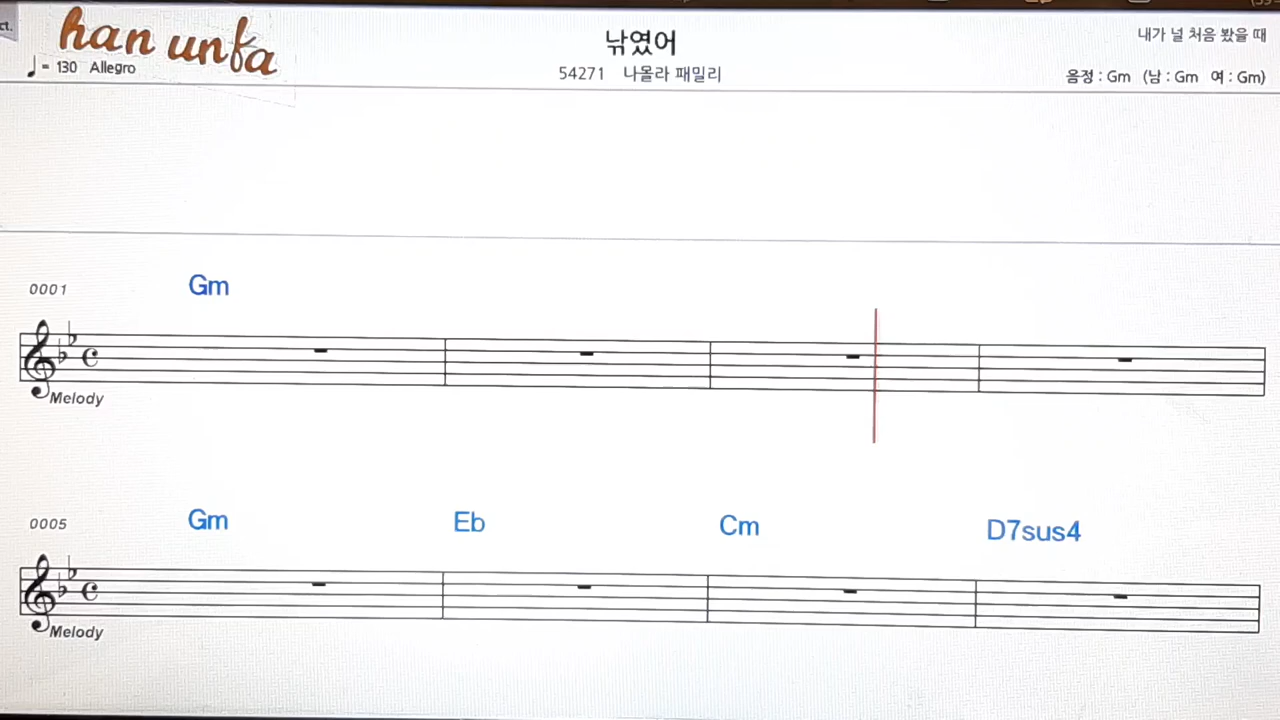 ct.
han unfa
낚였어
내가 널 처음 봤을 때
♩= 130 Allegro
54271 나몰라 패밀리
음정 : Gm (남 : Gm 여 : Gm)
0001
Gm
Melody
0005
Gm Eb Cm D7sus4
Melody